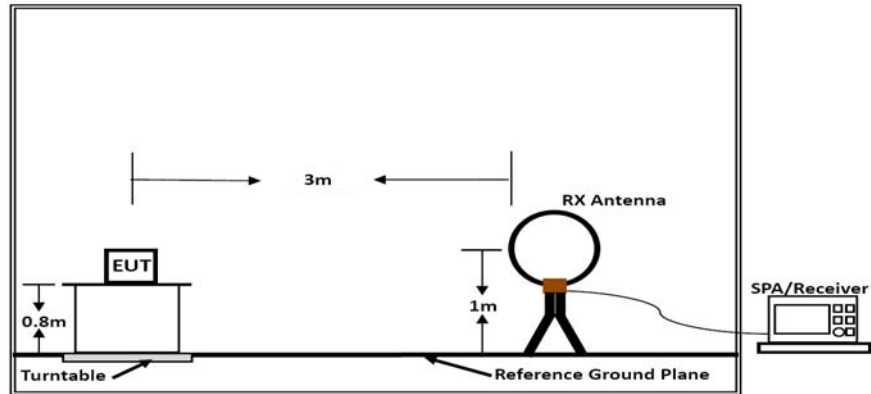 3m
RX Antenna
EUT
SPA/Receiver
0.8m
1m
Turntable
Reference Ground Plane